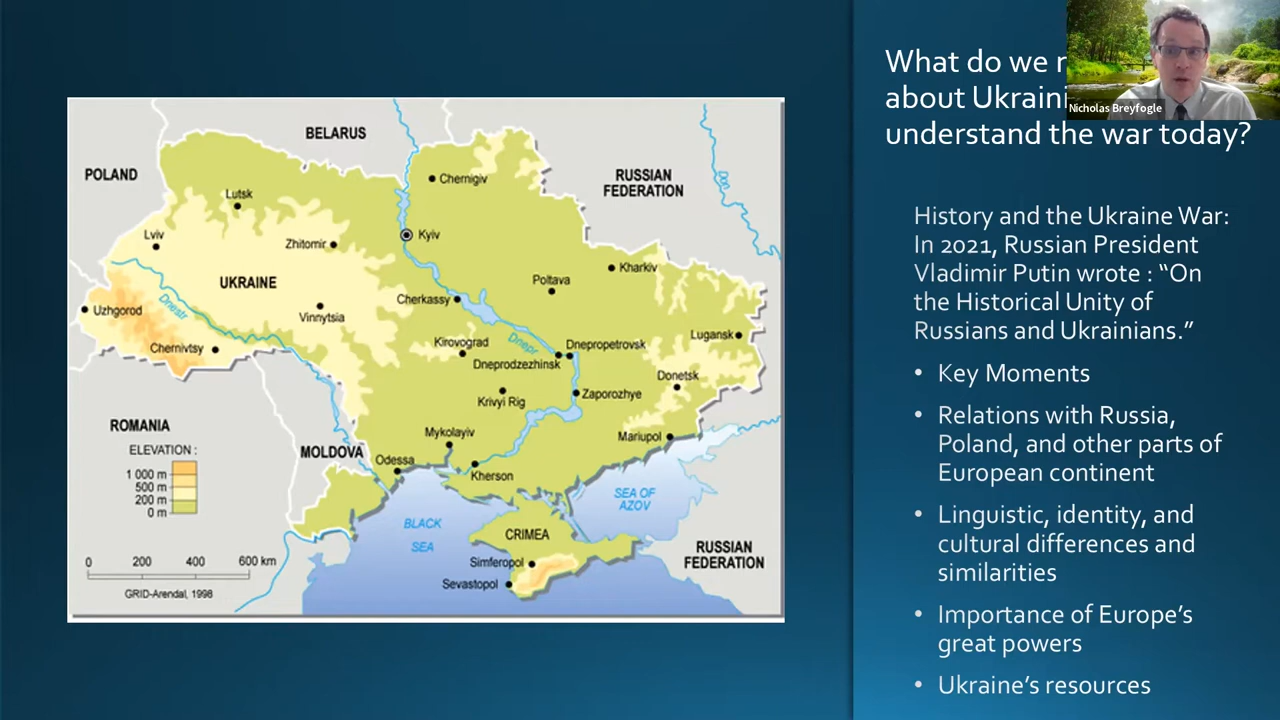 What do we
about Ukrain
understand the war today?
Nicholas Breyfogle
History and the Ukraine War:
In 2021, Russian President
Vladimir Putin wrote : “On
the Historical Unity of
Russians and Ukrainians.”
• Key Moments
• Relations with Russia,
Poland, and other parts of
European continent
• Linguistic, identity, and
cultural differences and
similarities
• Importance of Europe’s
great powers
• Ukraine’s resources
BELARUS
POLAND
RUSSIAN
FEDERATION
Don
Chernigiv
Lutsk
Lviv
Zhitomir
Kyiv
Kharkiv
UKRAINE
Poltava
Cherkassy
Uzhgorod
Dnestr
Vinnytsia
Chernivtsy
Kirovograd
Dnepr
Dnepropetrovsk
Lugansk
Dneprodzezhinsk
Donetsk
Krivyi Rig
Zaporozhye
ROMANIA
MOLDOVA
Mykolayiv
Mariupol
Odessa
Kherson
ELEVATION :
1 000 m
500 m
200 m
0 m
SEA OF
AZOV
BLACK
SEA
CRIMEA
Simferopol
Sevastopol
RUSSIAN
FEDERATION
0 200 400 600 km
GRID-Arendal, 1998